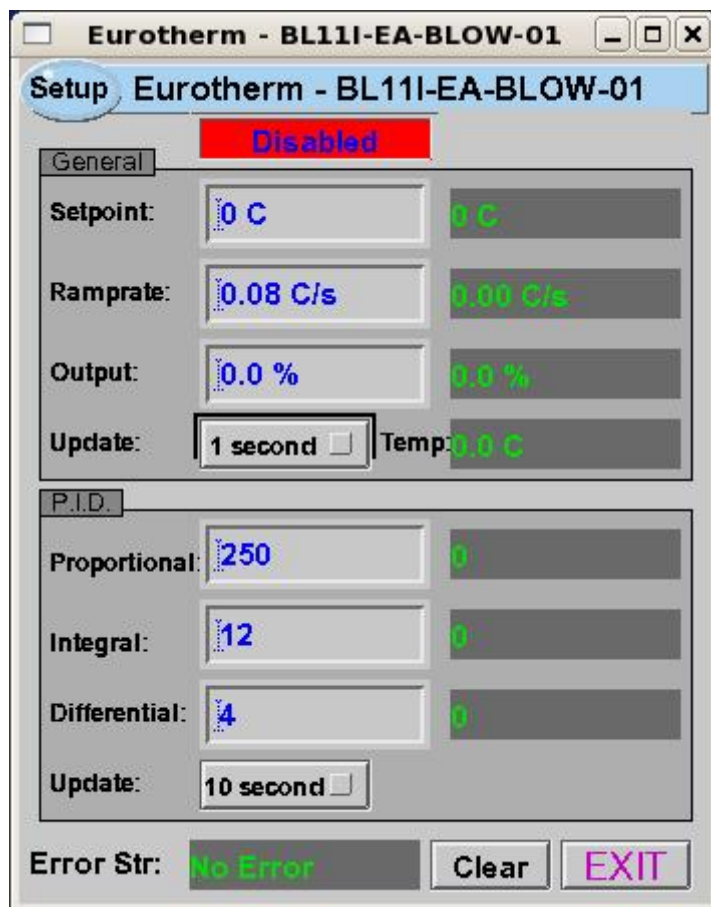 Eurotherm - BL11I-EA-BLOW-01
Setup Eurotherm - BL11I-EA-BLOW-01
Disabled
General
Setpoint: 0 C 0 C
Ramprate: 0.08 C/s 0.00 C/s
Output: 0.0 % 0.0 %
Update: 1 second Temp: 0.0 C
P.I.D.
Proportional: 250 0
Integral: 12 0
Differential: 4 0
Update: 10 second
Error Str: No Error Clear EXIT